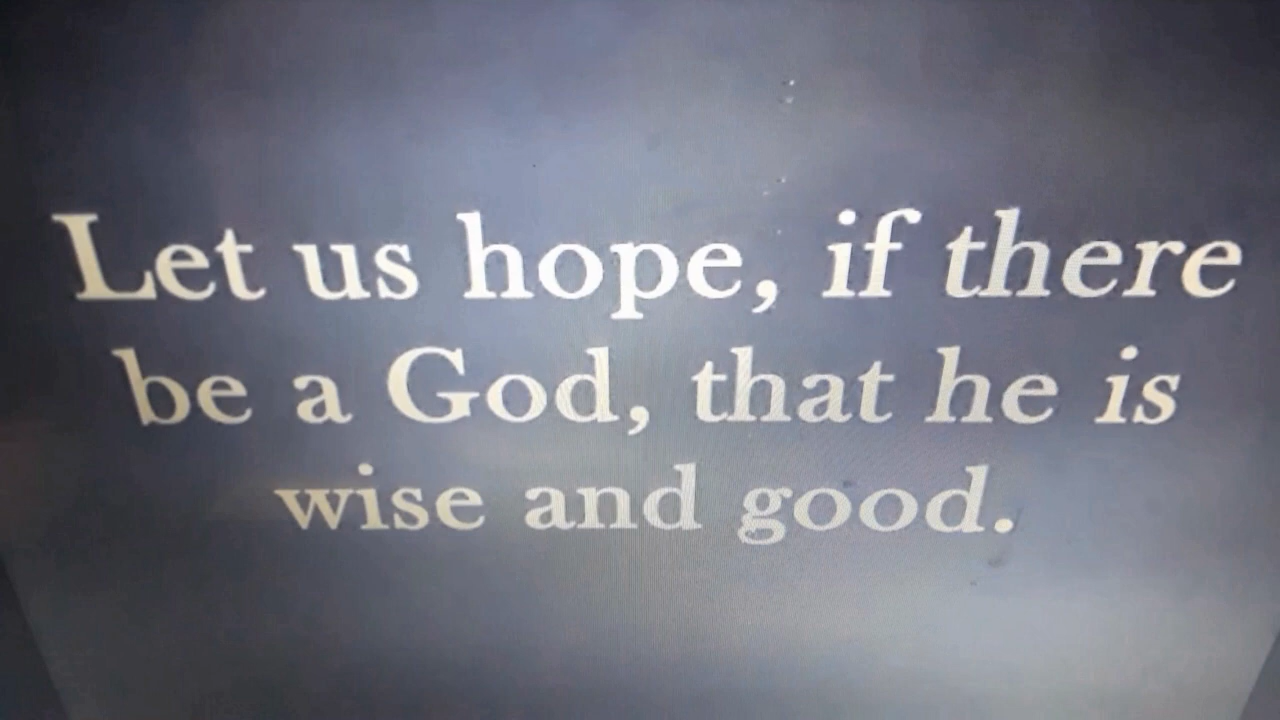 Let us hope, if there
be a God, that he is
wise and good.